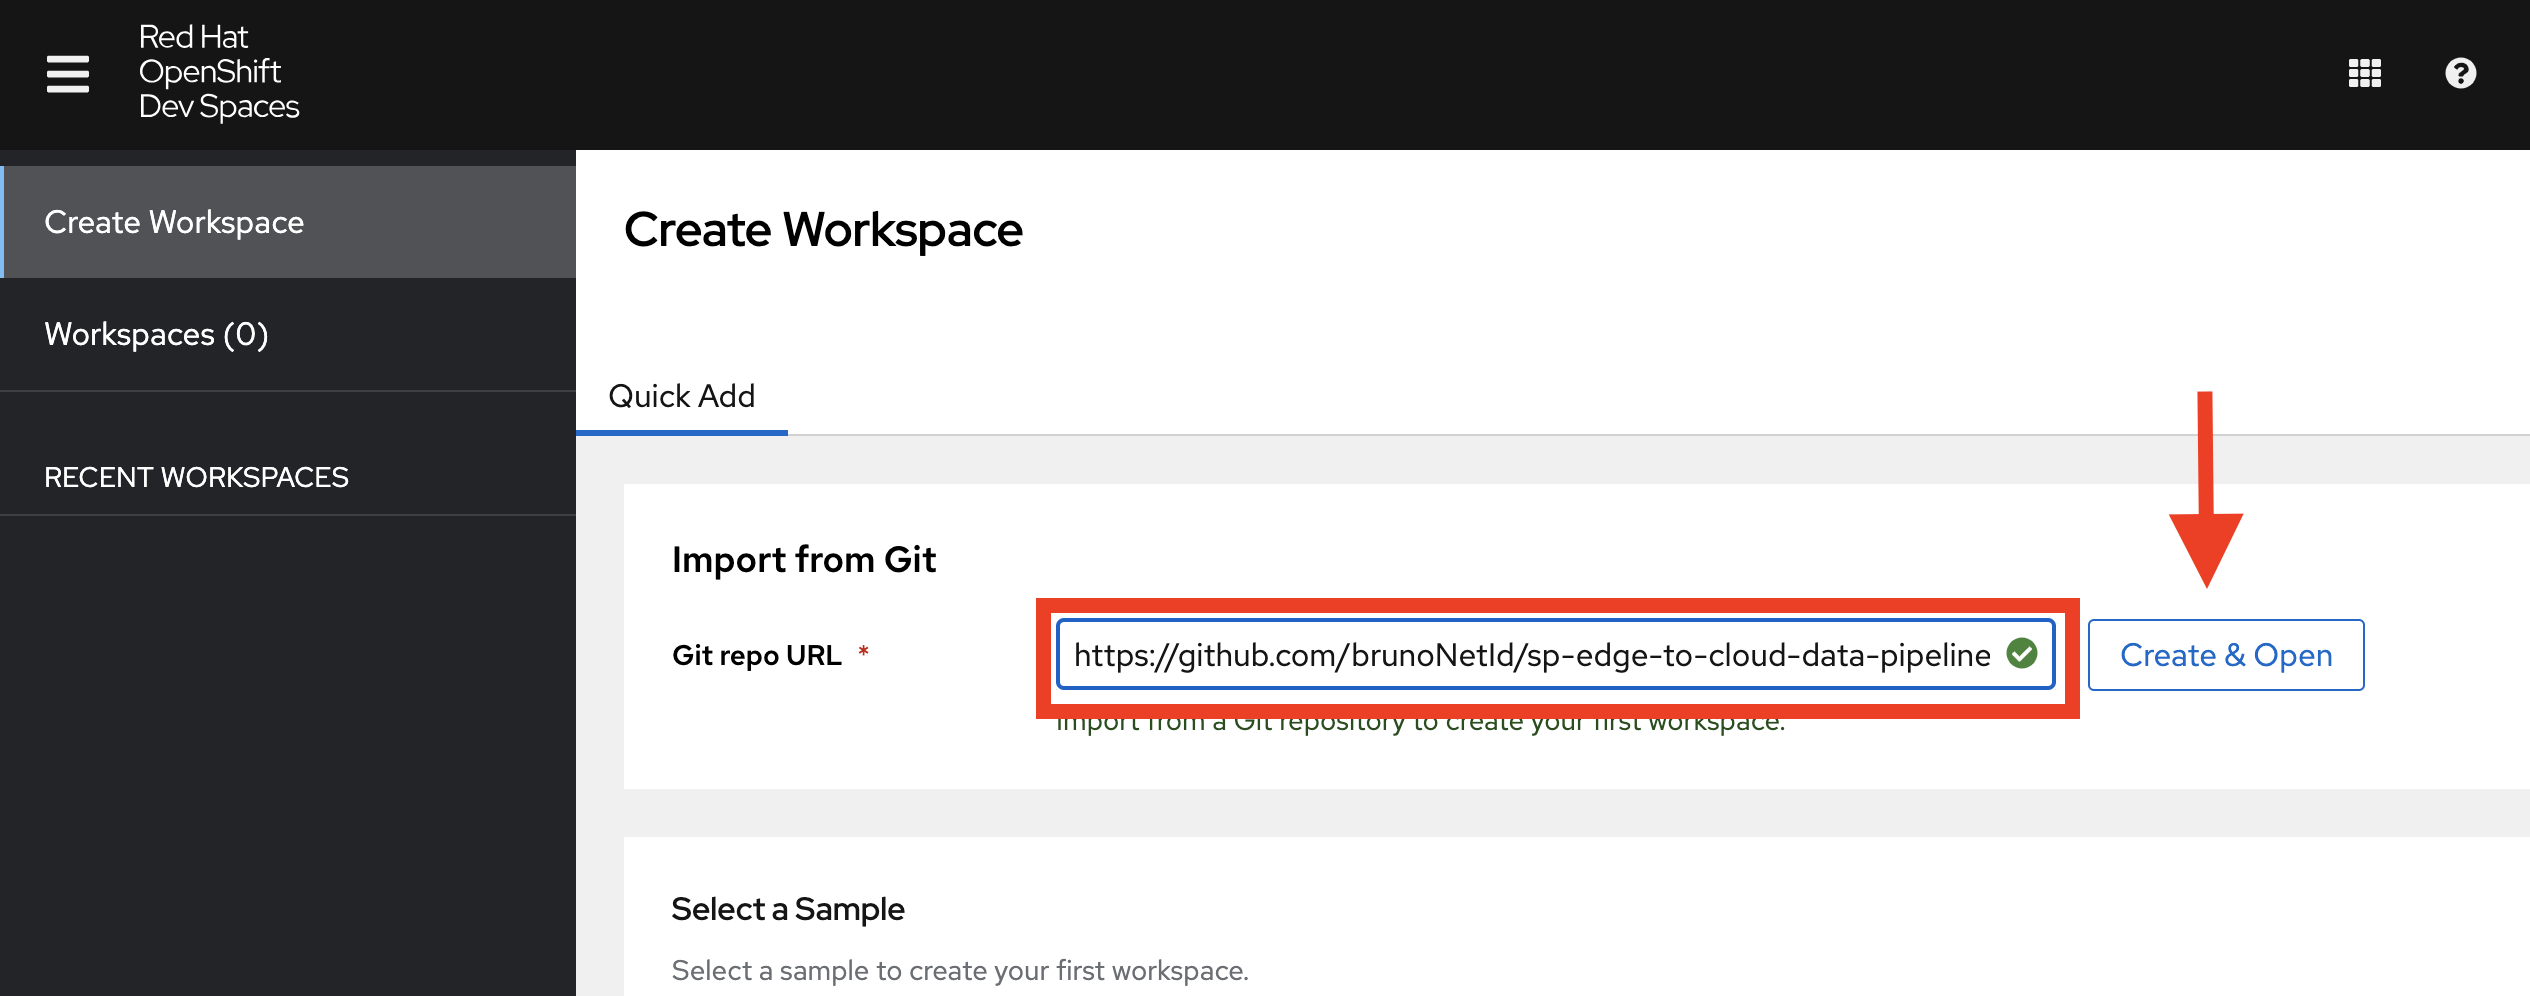 Red Hat
OpenShift
Dev Spaces
Create Workspace
Workspaces (0)
RECENT WORKSPACES
Create Workspace
Quick Add
Import from Git
Git repo URL *
https://github.com/brunoNetId/sp-edge-to-cloud-data-pipeline
Create & Open
Import from a Git repository to create your first workspace.
Select a Sample
Select a sample to create your first workspace.